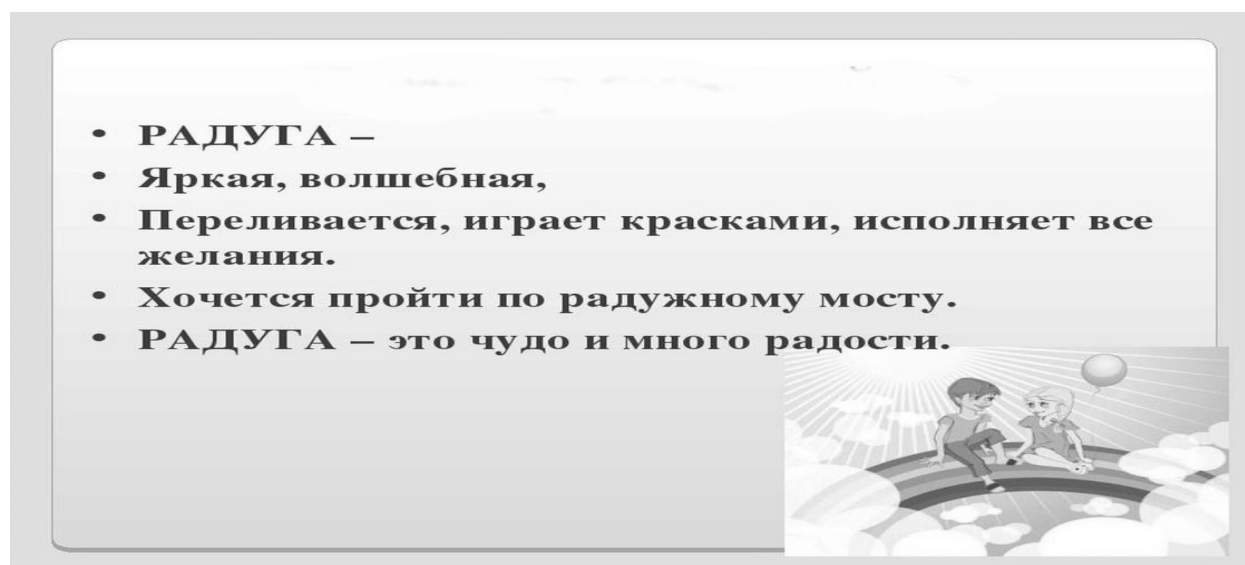 • РАДУГА –
• Яркая, волшебная,
• Переливается, играет красками, исполняет все
желания.
• Хочется пройти по радужному мосту.
• РАДУГА – это чудо и много радости.